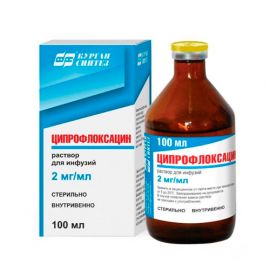 КУРГАН
СИНТЕЗ
ЦИПРОФЛОКСАЦИН
раствор
для инфузий
2 мг/мл
СТЕРИЛЬНО
ВНУТРИВЕННО
100 мл
100 МЛ
ЦИПРОФЛОКСАЦИН
раствор для инфузий
2 мг/мл
СТЕРИЛЬНО ВНУТРИВЕННО